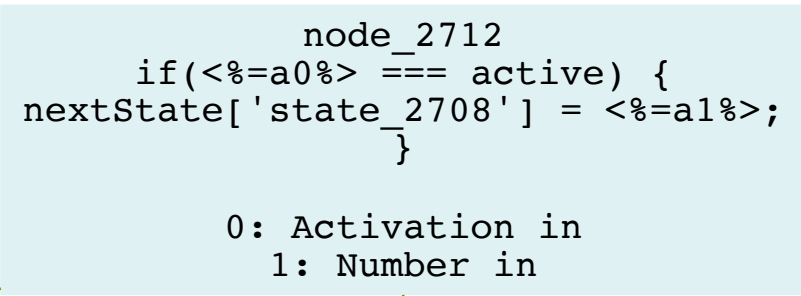 node_2712
if(<%=a0%> === active) {
nextState['state_2708'] = <%=a1%>;
}
0: Activation in
1: Number in